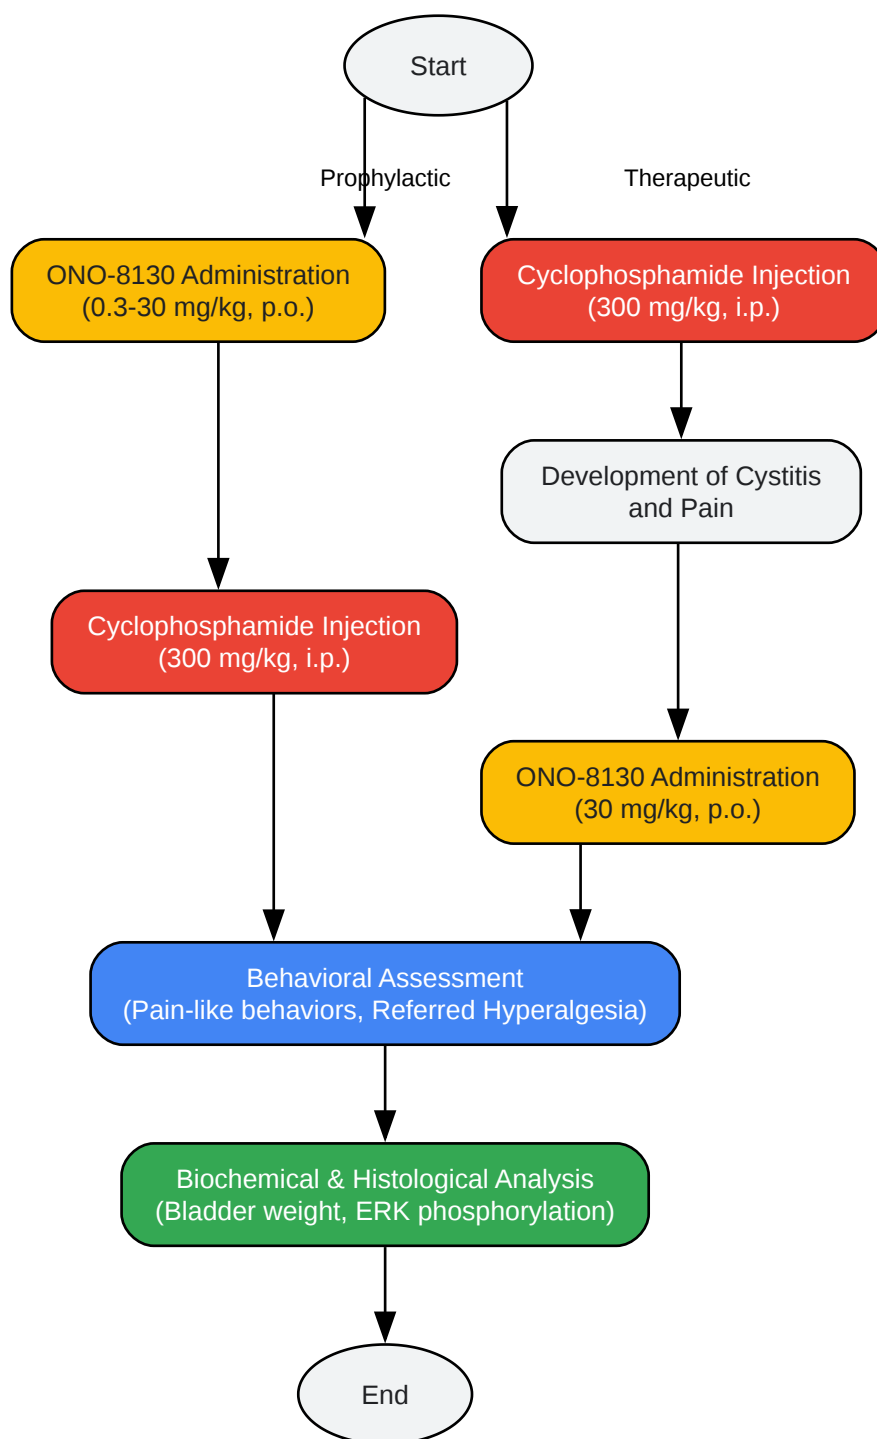 Start
Prophylactic
Therapeutic
ONO-8130 Administration
(0.3-30 mg/kg, p.o.)
Cyclophosphamide Injection
(300 mg/kg, i.p.)
Development of Cystitis
and Pain
Cyclophosphamide Injection
(300 mg/kg, i.p.)
ONO-8130 Administration
(30 mg/kg, p.o.)
Behavioral Assessment
(Pain-like behaviors, Referred Hyperalgesia)
Biochemical & Histological Analysis
(Bladder weight, ERK phosphorylation)
End